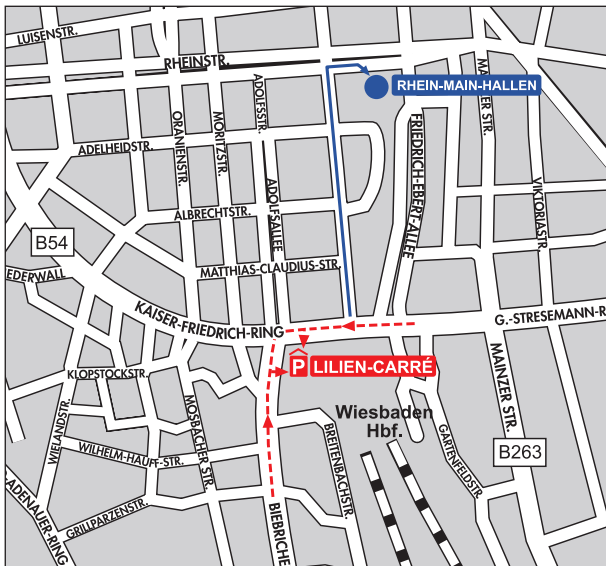 LUISENSTR.
RHEINSTR.
RHEIN-MAIN-HALLEN
ADOLFSSTR.
MAINZER STR.
ORANIENSTR.
MORITZSTR.
FRIEDRICH-EBERT-ALLEE
ADELHEIDSTR.
VIKTORIASTR.
ADOLFSALLEE
ALBRECHTSTR.
B54
MATTHIAS-CLAUDIUS-STR.
EDERWALL
KAISER-FRIEDRICH-RING
G.-STRESEMANN-R
P LILIEN-CARRÉ
KLOPSTOCKSTR.
MAINZER STR.
WIELANDSTR.
MOSBACHER STR.
Wiesbaden
Hbf.
BREITENBACHSTR.
GARTENFELDSTR.
WILHELM-HAUFF-STR.
B263
-ADENAUER-RING
GRILLPARZENSTR.
BIEBRICHE